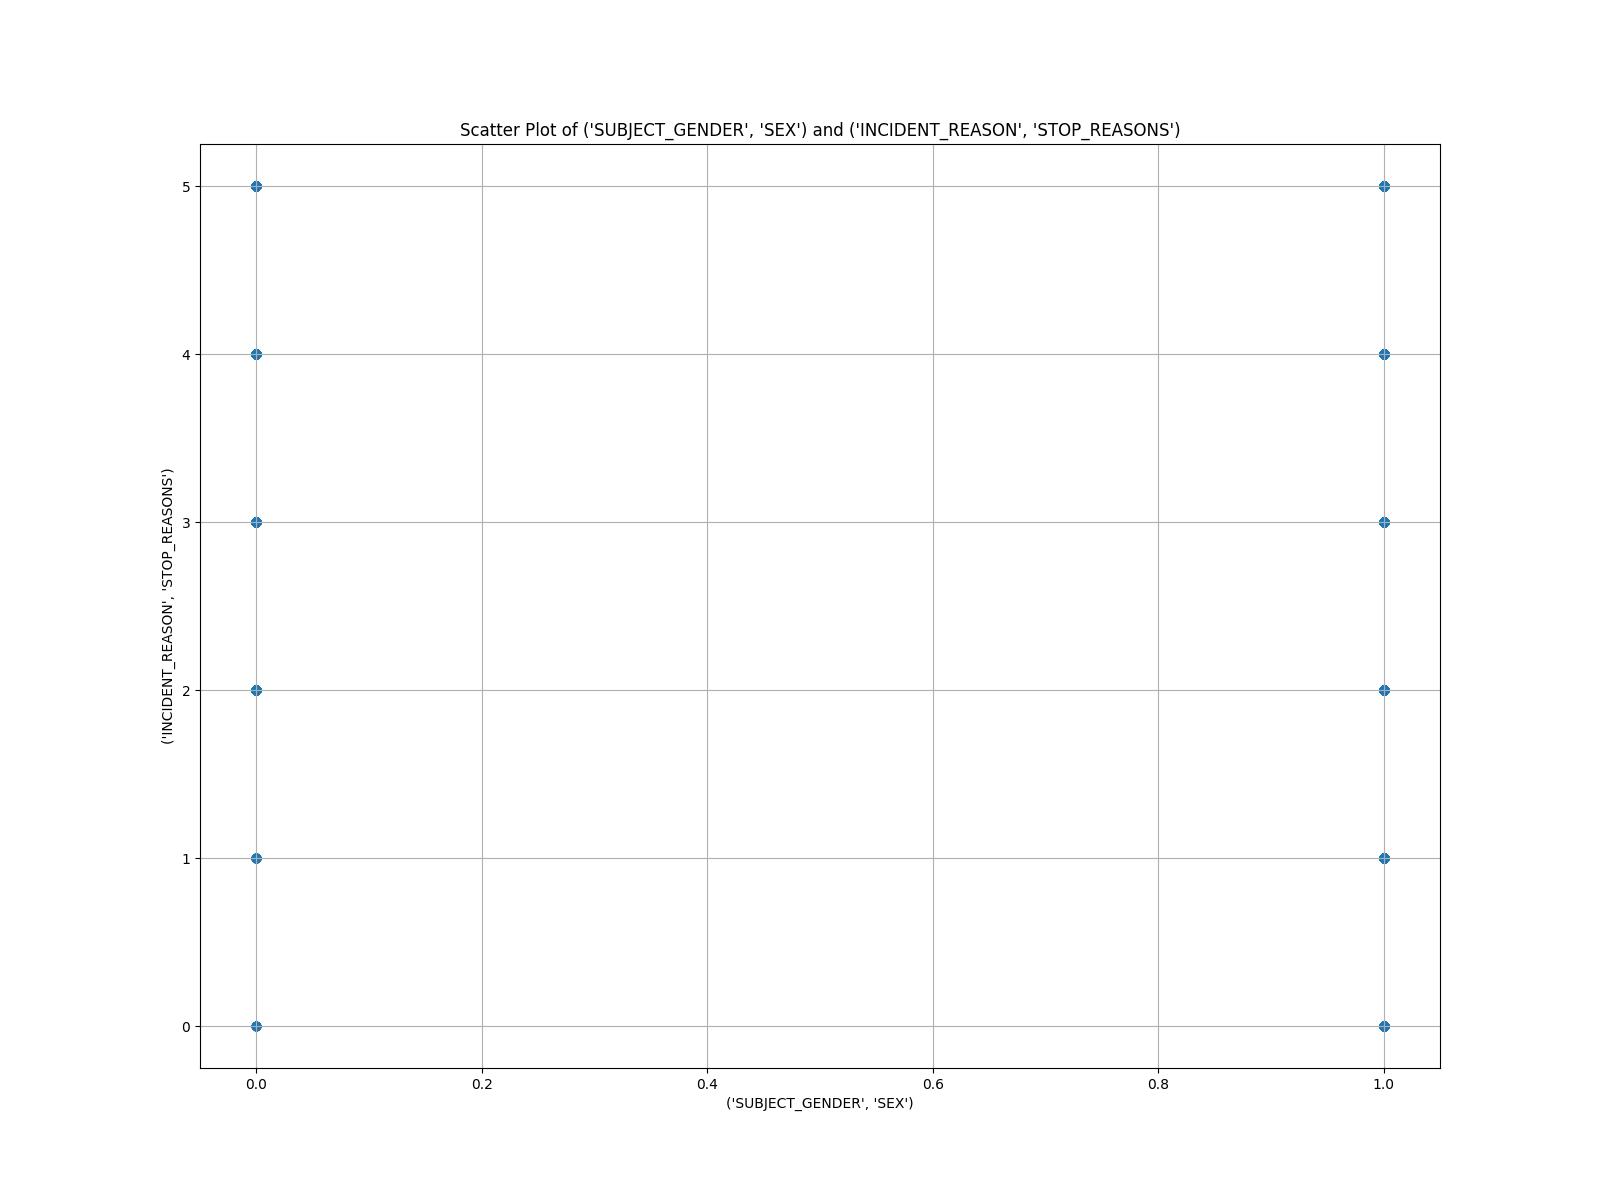 Scatter Plot of ('SUBJECT_GENDER', 'SEX') and ('INCIDENT_REASON', 'STOP_REASONS')
5
4
3
2
1
0
('INCIDENT_REASON', 'STOP_REASONS')
0.0 0.2 0.4 0.6 0.8 1.0
('SUBJECT_GENDER', 'SEX')